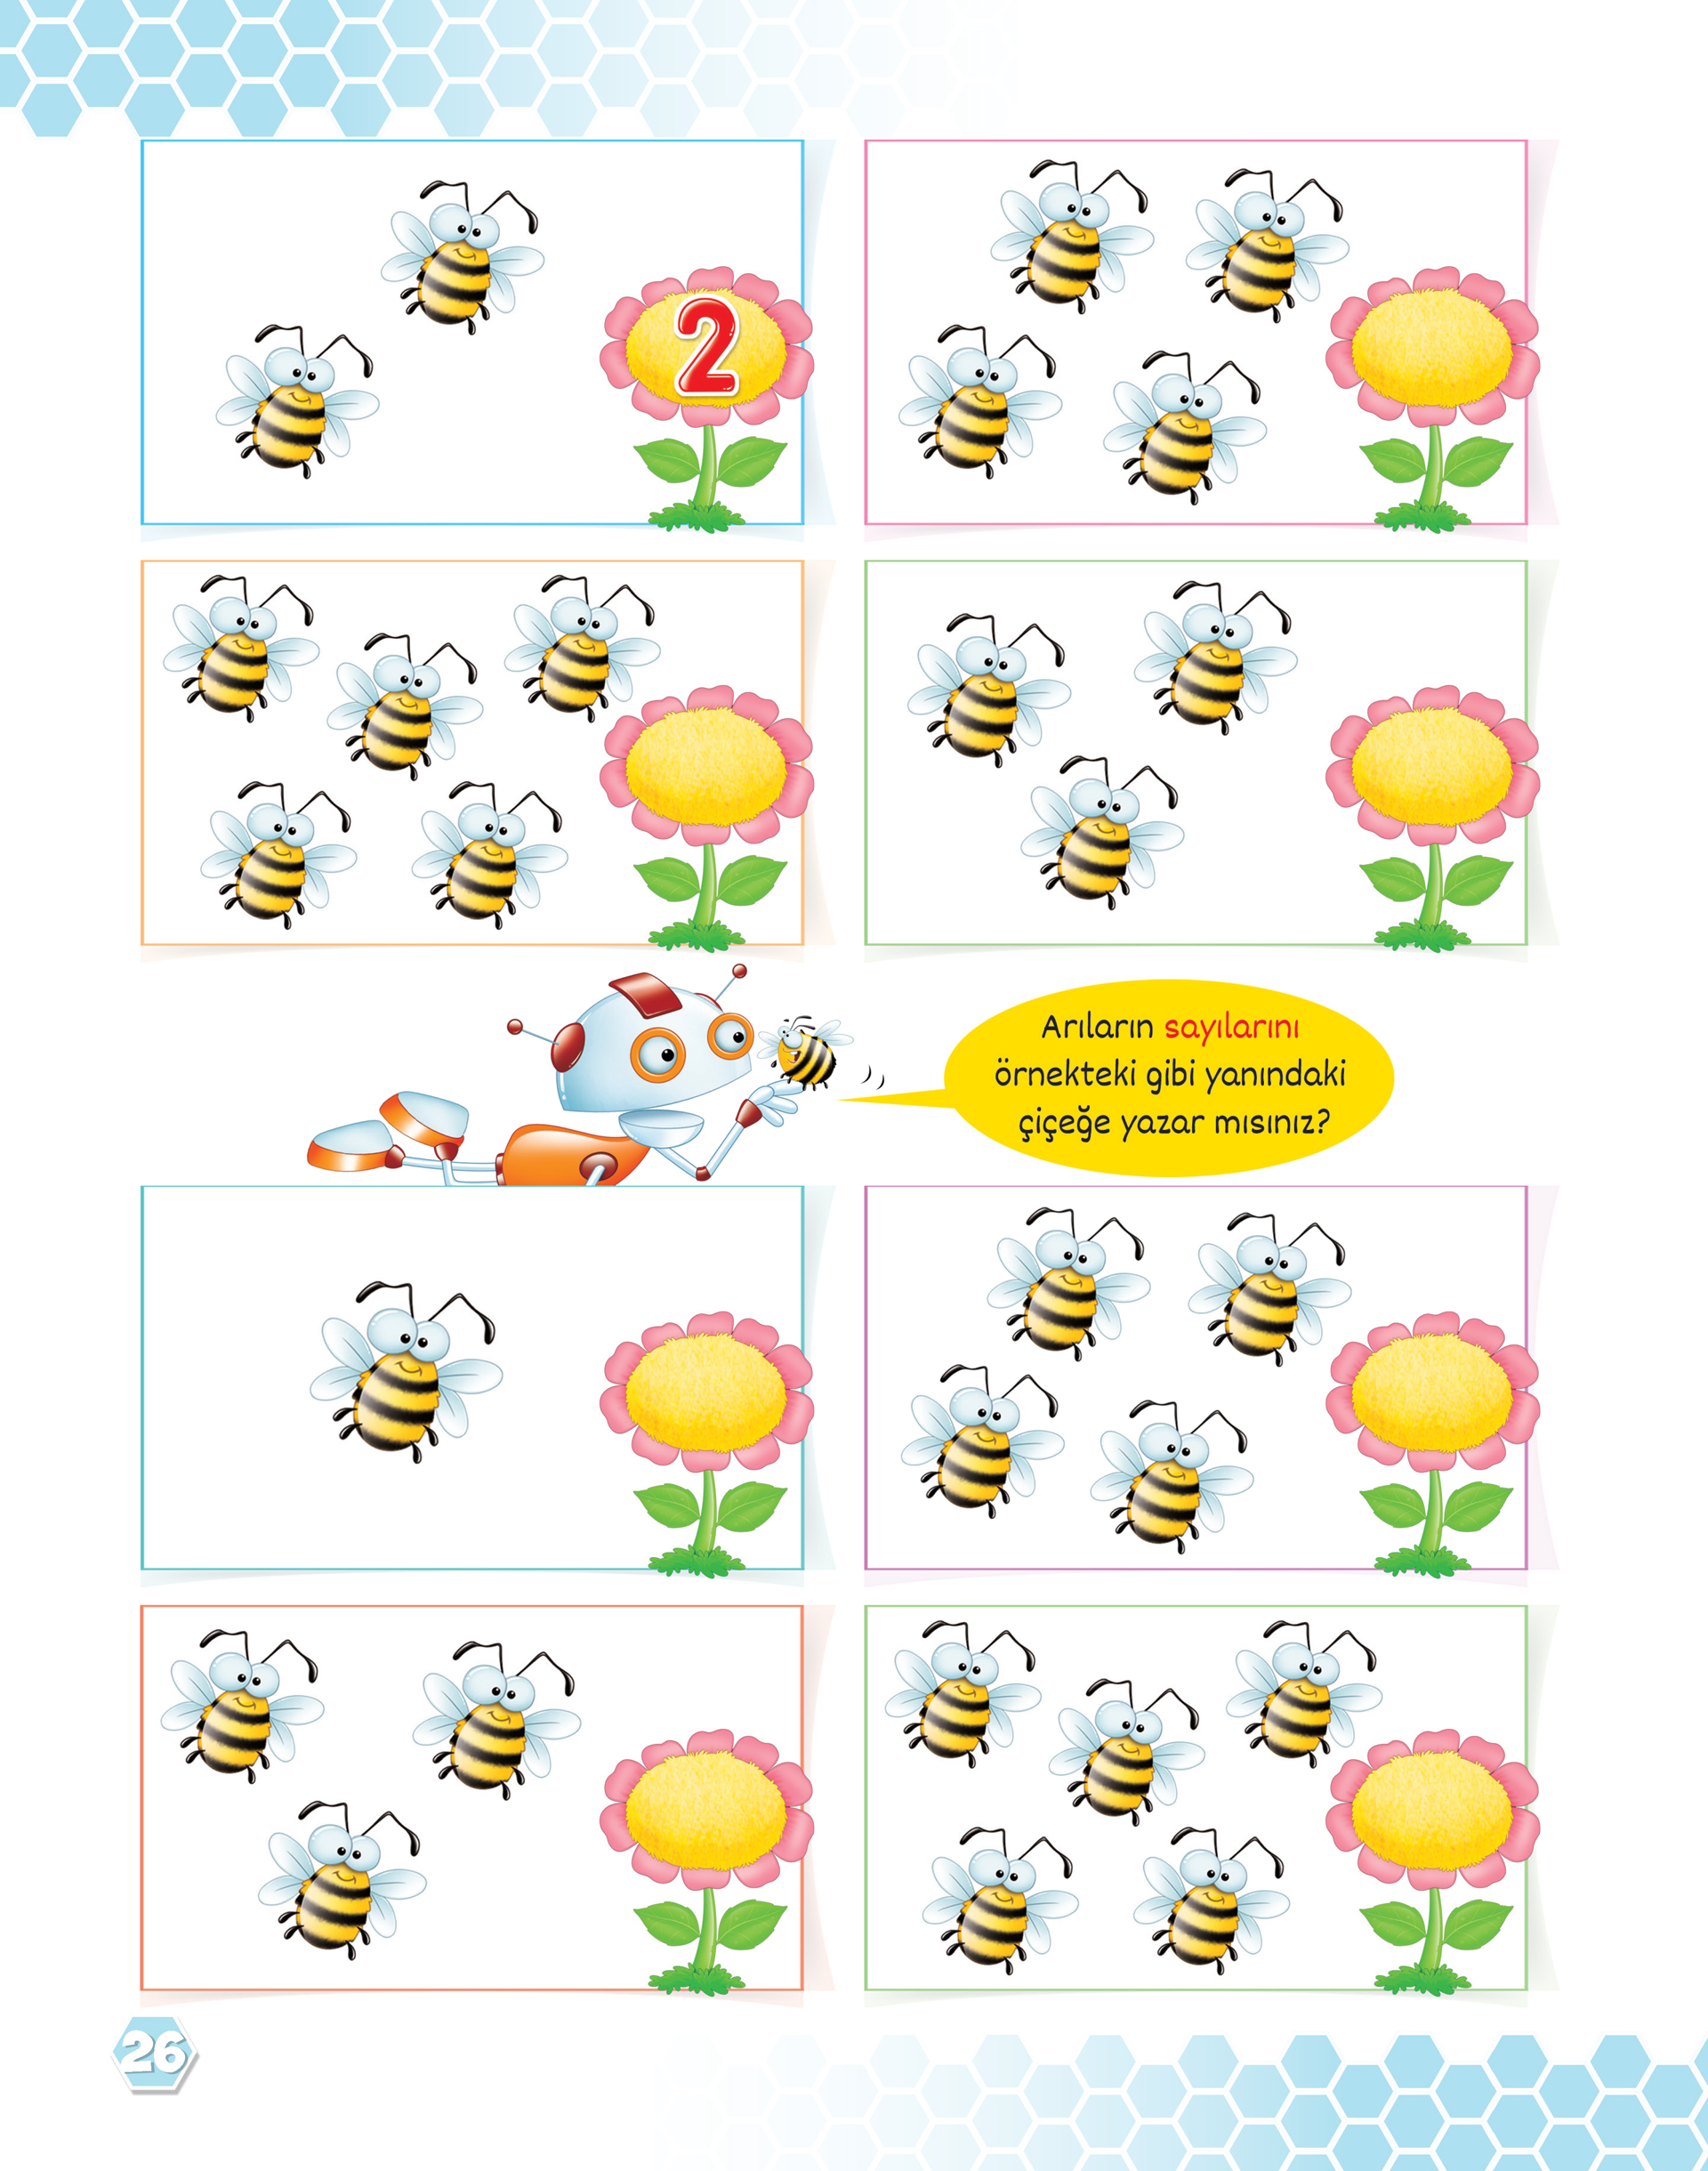 2
Arıların sayılarını
örnekteki gibi yanındaki
çiçeğe yazar mısınız?
26